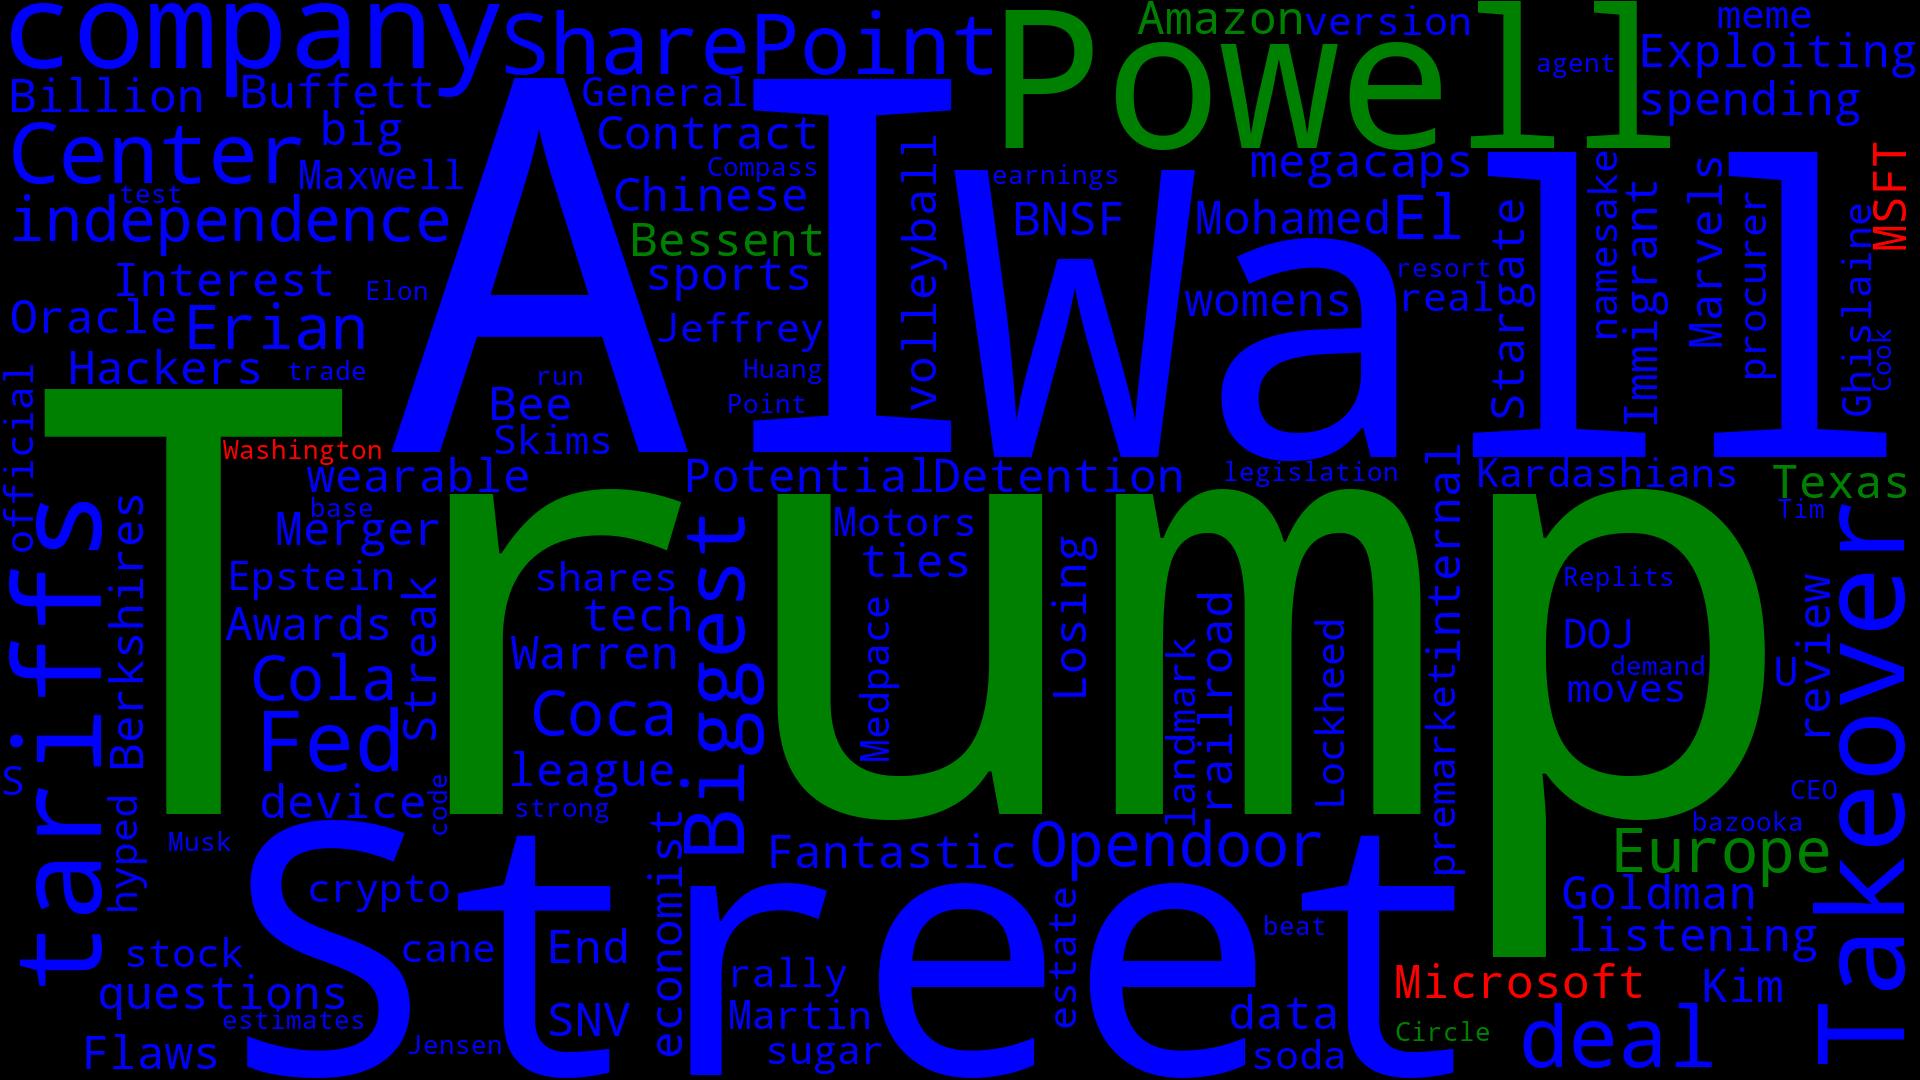 company
SharePoint
Powell
Amazon
version
meme
agent
Exploiting
Billion
Buffett
General
spending
Center
big
Contract
AI
wall
Maxwell
Compass
earnings
megacaps
test
independence
Chinese
volleyball
BNSF
Mohamed
El
Stargate
namesake
Immigrant
Marvels
procurer
Ghislaine
MSFT
Bessent
Interest
Elon
sports
womens
resort
real
Oracle
Erian
Jeffrey
Cook
Hackers
trade
Huang
run
Bee
Point
Skims
official
Trump
Washington
wearable
Potential
Detention
legislation
Kardashians
Texas
Tim
base
Merger
Motors
ties
internal
tariffs
Berkshires
Epstein
shares
Biggest
Losing
Replits
Takeover
Awards
Streak
tech
Warren
Medpace
landmark
railroad
Lockheed
DOJ
demand
moves
U
review
Cola
Coca
Fed
S
league
device
code
strong
premarket
CEO
hyped
Musk
Street
economist
Fantastic
Opendoor
bazooka
Europe
crypto
estate
Goldman
stock
cane
End
beat
listening
questions
rally
Microsoft
Kim
estimates
SNV
Martin
data
Circle
deal
Flaws
Jensen
sugar
soda